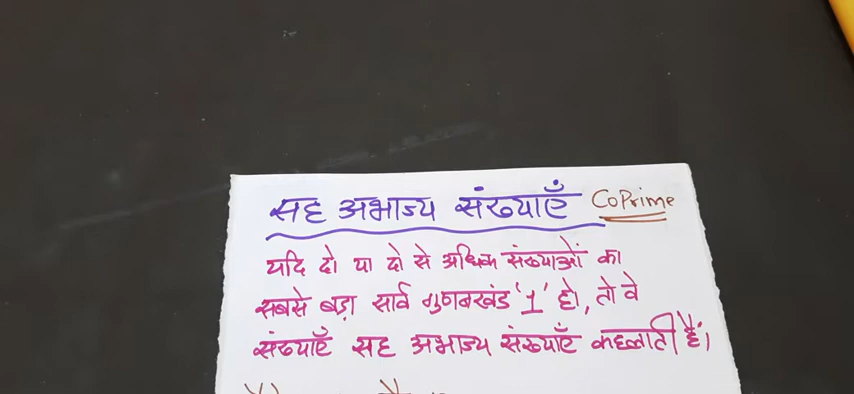 सह अभाज्य संख्याएँ CoPrime
यदि दो या दो से अधिक संख्याओं का
सबसे बड़ा सार्व गुणनखंड '1' हो, तो वे
संख्याएँ सह अभाज्य संख्याएँ कहलाती हैं।